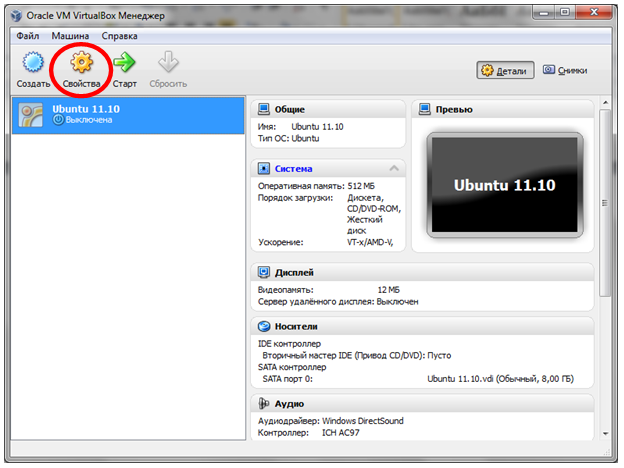 Oracle VM VirtualBox Менеджер
Файл Машина Справка
Создать Свойства Старт Сбросить
Детали Снимки
Ubuntu 11.10
Выключена
Общие
Имя: Ubuntu 11.10
Тип ОС: Ubuntu
Система
Оперативная память: 512 МБ
Порядок загрузки: Дискета,
CD/DVD-ROM,
Жесткий
диск
Ускорение: VT-x/AMD-V,
Превью
Ubuntu 11.10
Дисплей
Видеопамять: 12 МБ
Сервер удалённого дисплея: Выключен
Носители
IDE контроллер
Вторичный мастер IDE (Привод CD/DVD): Пусто
SATA контроллер
SATA порт 0: Ubuntu 11.10.vdi (Обычный, 8,00 ГБ)
Аудио
Аудиодрайвер: Windows DirectSound
Контроллер: ICH AC97